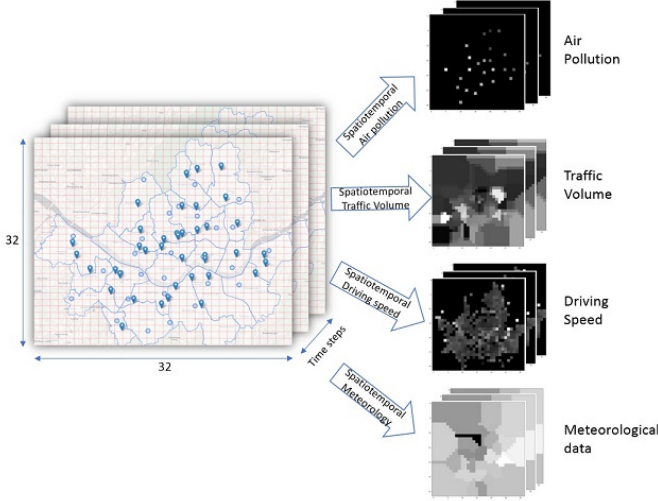 Air
Pollution
Spatiotemporal
Air pollution
Traffic
Volume
Spatiotemporal
Traffic Volume
32
Spatiotemporal
Driving speed
Driving
Speed
Time steps
32
Spatiotemporal
Meteorology
Meteorological
data